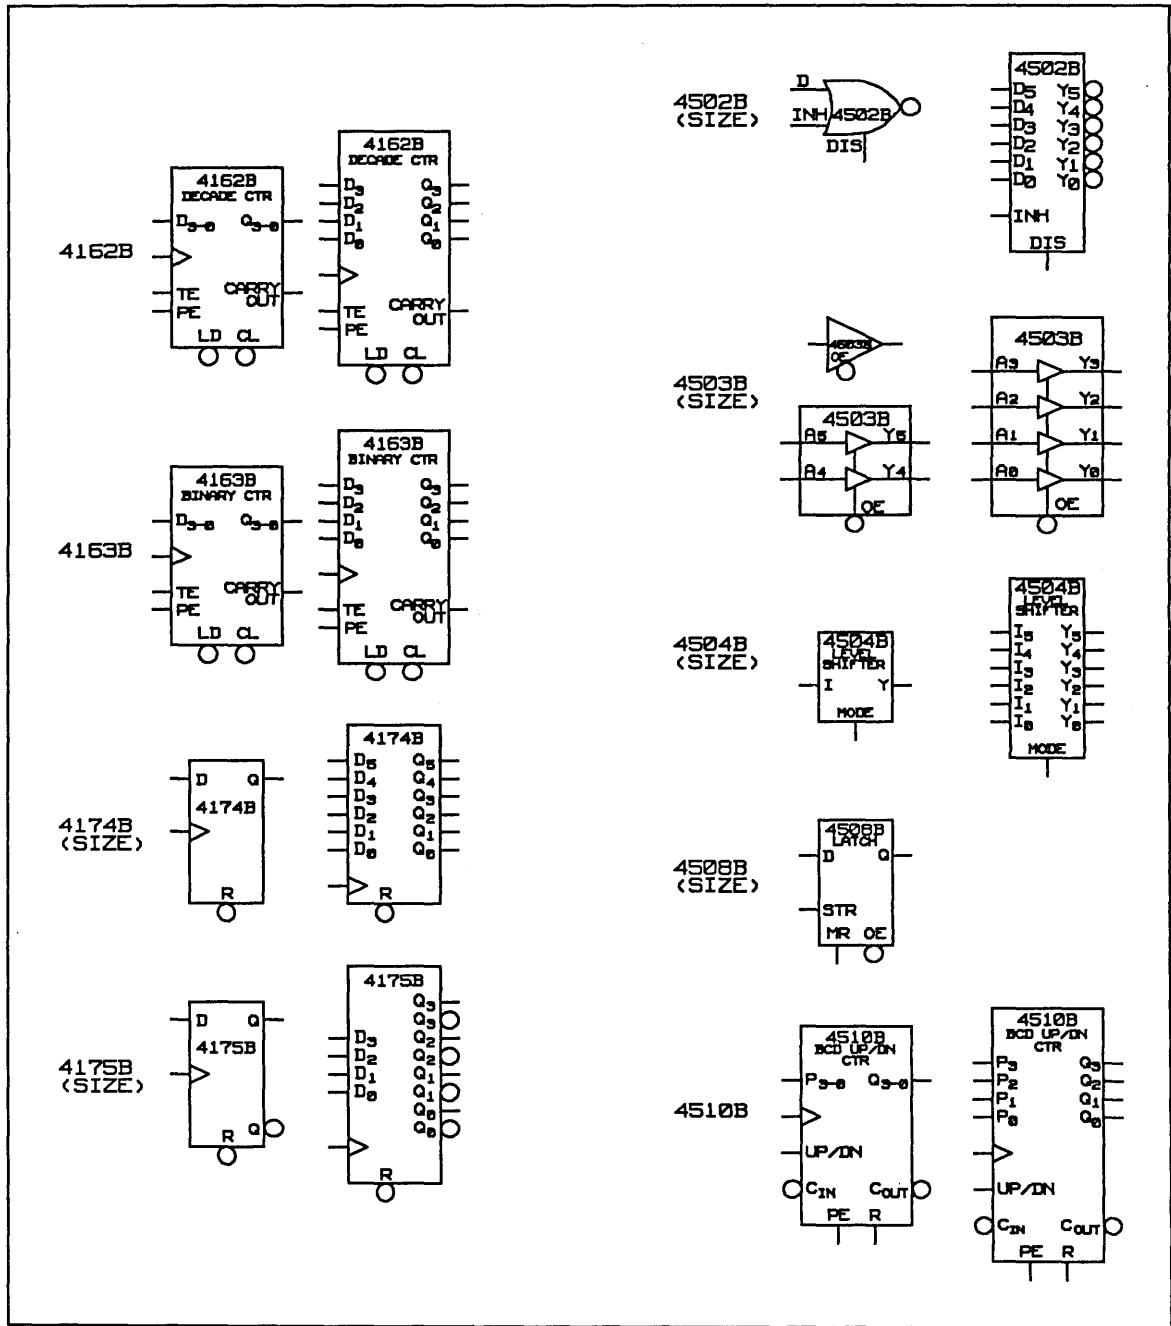 4162B
4162B
DECADE CTR
D3-0 Q3-0
TE CARRY OUT
PE
LD CL
4162B
DECADE CTR
D3 Q3
D2 Q2
D1 Q1
D0 Q0
TE CARRY OUT
PE
LD CL
4163B
4163B
BINARY CTR
D3-0 Q3-0
TE CARRY OUT
PE
LD CL
4163B
BINARY CTR
D3 Q3
D2 Q2
D1 Q1
D0 Q0
TE CARRY OUT
PE
LD CL
4174B
(SIZE)
D Q
4174B
R
4174B
D5 Q5
D4 Q4
D3 Q3
D2 Q2
D1 Q1
D0 Q0
R
4175B
(SIZE)
D Q
4175B
R Q
4175B
Q3
Q3
D3 Q2
D2 Q2
D1 Q1
D0 Q1
Q0
Q0
R
4502B
(SIZE)
D
INH 4502B
DIS
4502B
D5 Y5
D4 Y4
D3 Y3
D2 Y2
D1 Y1
D0 Y0
INH
DIS
4503B
(SIZE)
4503B
OE
4503B
A5 Y5
A4 Y4
OE
4503B
A3 Y3
A2 Y2
A1 Y1
A0 Y0
OE
4504B
(SIZE)
4504B
LEVEL
SHIFTER
I Y
MODE
4504B
LEVEL
SHIFTER
I5 Y5
I4 Y4
I3 Y3
I2 Y2
I1 Y1
I0 Y0
MODE
4508B
(SIZE)
4508B
LATCH
D Q
STR
MR OE
4510B
4510B
BCD UP/DN
CTR
P3-0 Q3-0
UP/DN
CIN COUT
PE R
4510B
BCD UP/DN
CTR
P3 Q3
P2 Q2
P1 Q1
P0 Q0
UP/DN
CIN COUT
PE R